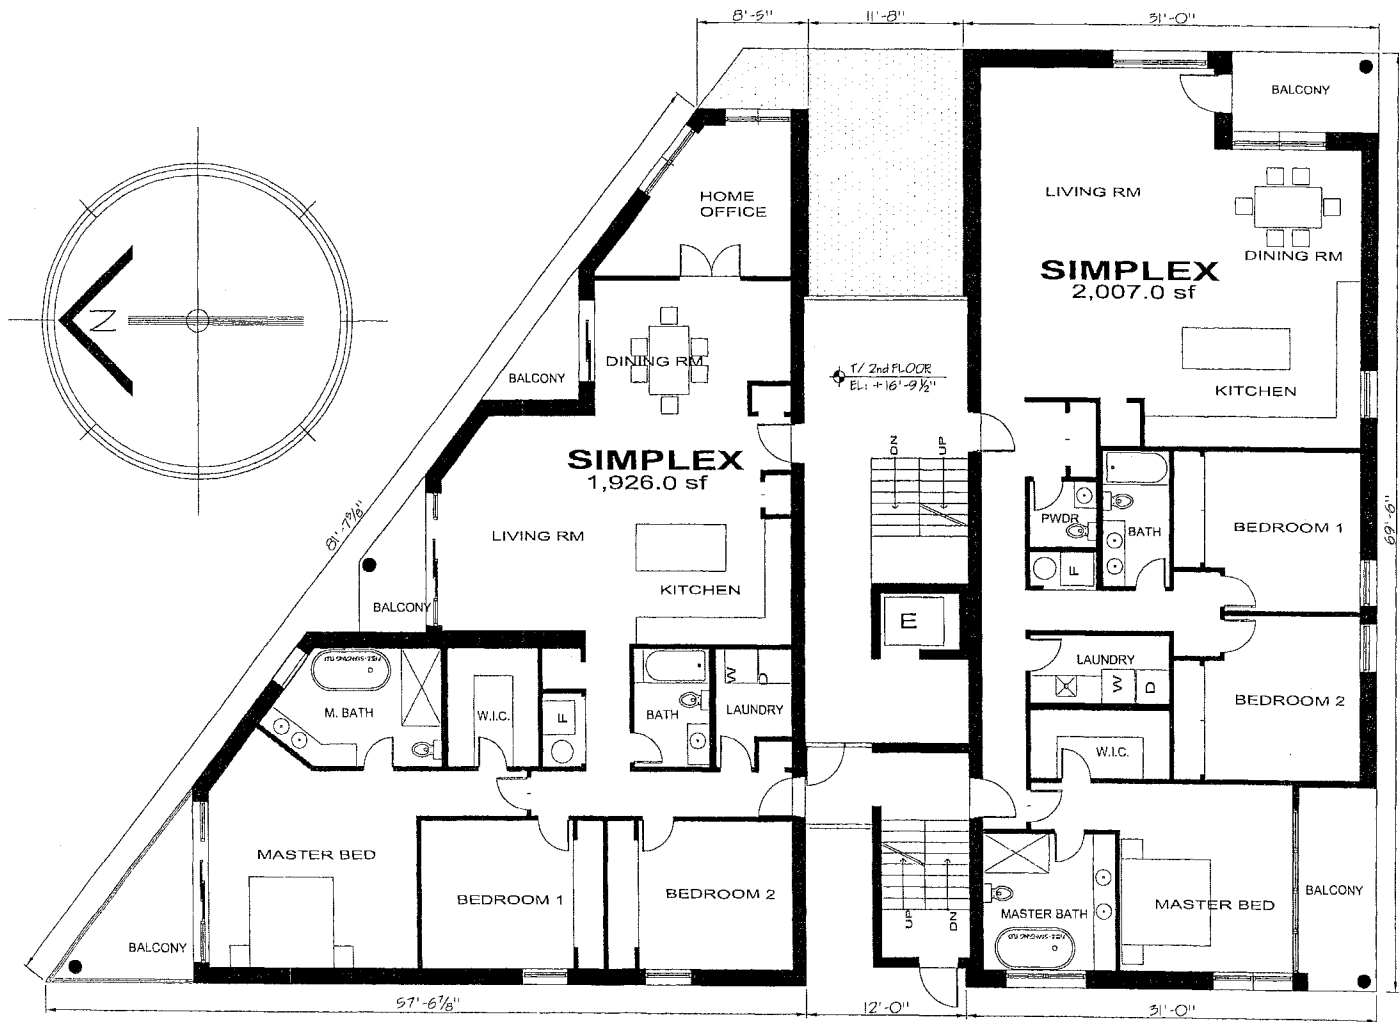 8'-5"
11'-8"
31'-0"
BALCONY
LIVING RM
HOME
OFFICE
DINING RM
SIMPLEX
2,007.0 sf
N
DINING RM
T/ 2nd FLOOR
EL: +16'-9½"
BALCONY
KITCHEN
DN
UP
SIMPLEX
1,926.0 sf
81'-7⅝"
69'-6"
PWDR
BATH
BEDROOM 1
LIVING RM
F
KITCHEN
BALCONY
E
LAUNDRY
W
D
BEDROOM 2
M. BATH
W.I.C.
F
BATH
W
D
LAUNDRY
W.I.C.
MASTER BED
BEDROOM 1
BEDROOM 2
UP
DN
MASTER BATH
MASTER BED
BALCONY
BALCONY
57'-6⅞"
12'-0"
31'-0"